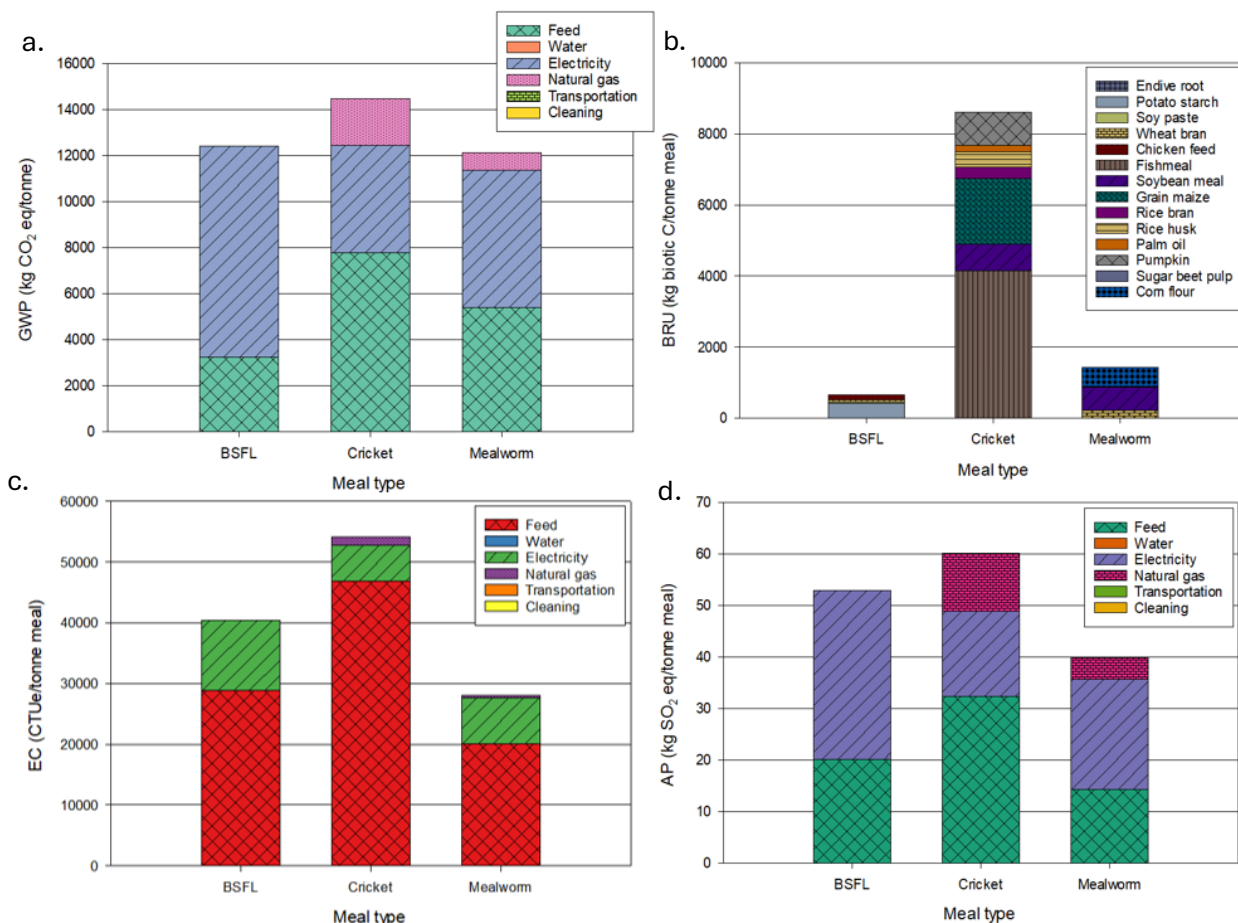 a.
Feed
Water
Electricity
Natural gas
Transportation
Cleaning
GWP (kg CO₂ eq/tonne)
16000
14000
12000
10000
8000
6000
4000
2000
0
BSFL Cricket Mealworm
Meal type
b.
Endive root
Potato starch
Soy paste
Wheat bran
Chicken feed
Fishmeal
Soybean meal
Grain maize
Rice bran
Rice husk
Palm oil
Pumpkin
Sugar beet pulp
Corn flour
BRU (kg biotic C/tonne meal)
10000
8000
6000
4000
2000
0
BSFL Cricket Mealworm
Meal type
c.
Feed
Water
Electricity
Natural gas
Transportation
Cleaning
EC (CTUe/tonne meal)
60000
50000
40000
30000
20000
10000
0
BSFL Cricket Mealworm
Meal type
d.
Feed
Water
Electricity
Natural gas
Transportation
Cleaning
AP (kg SO₂ eq/tonne meal)
70
60
50
40
30
20
10
0
BSFL Cricket Mealworm
Meal type